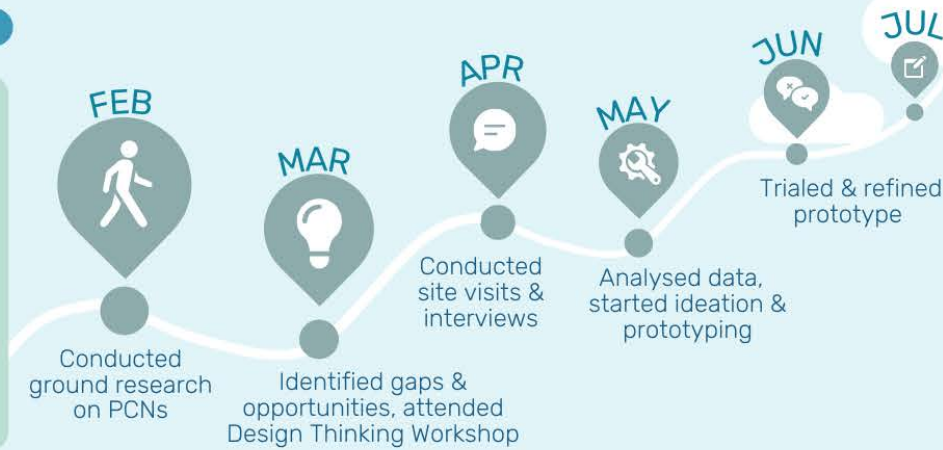 FEB
Conducted
ground research
on PCNs
MAR
Identified gaps &
opportunities, attended
Design Thinking Workshop
APR
Conducted
site visits &
interviews
MAY
Analysed data,
started ideation &
prototyping
JUN
Trialed & refined
prototype
JUL